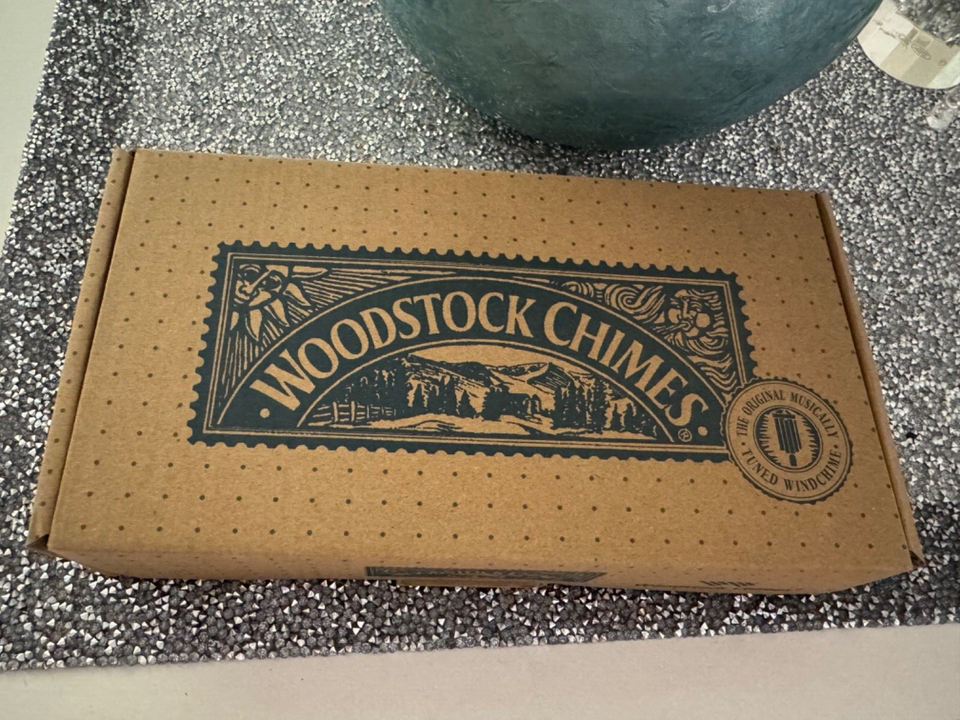 WOODSTOCK CHIMES®
THE ORIGINAL MUSICALLY
TUNED WINDCHIME